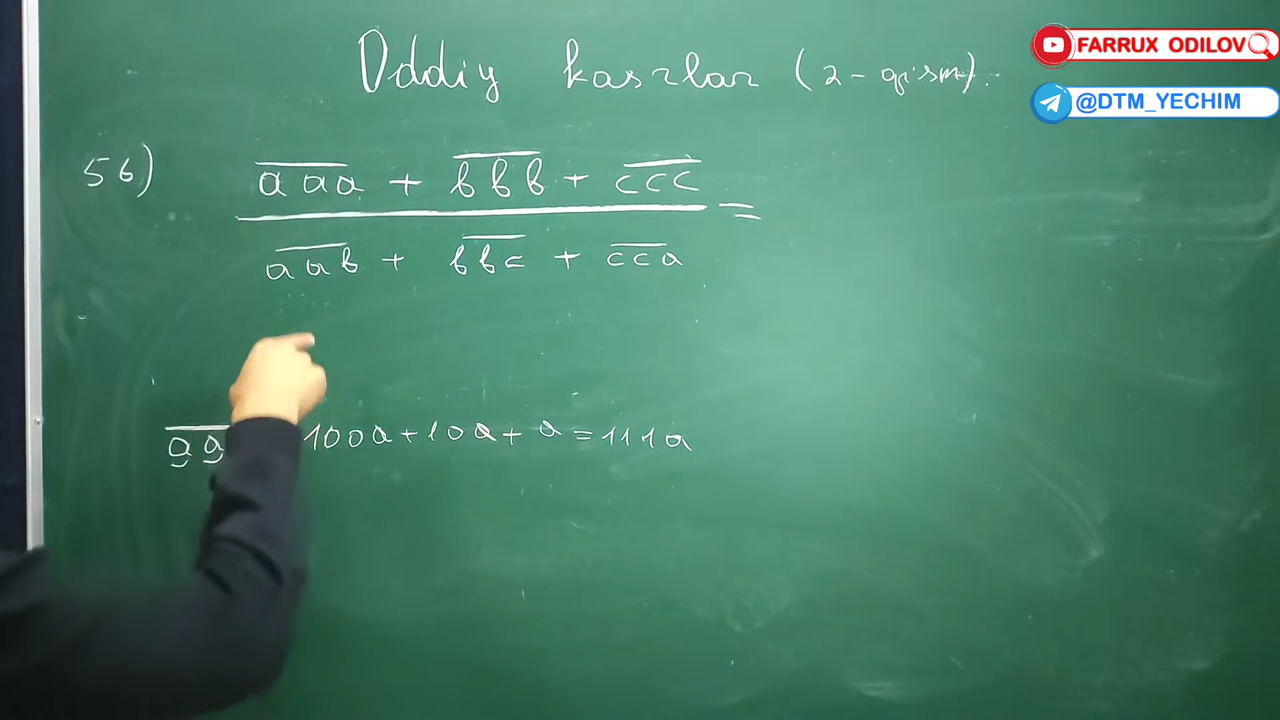 Oddiy kasrlar (2-qism).
FARRUX ODILOV
@DTM_YECHIM
56) (aaa + bbb + ccc) / (aab + bbc + cca) =
aa 100a+10a+a=111a